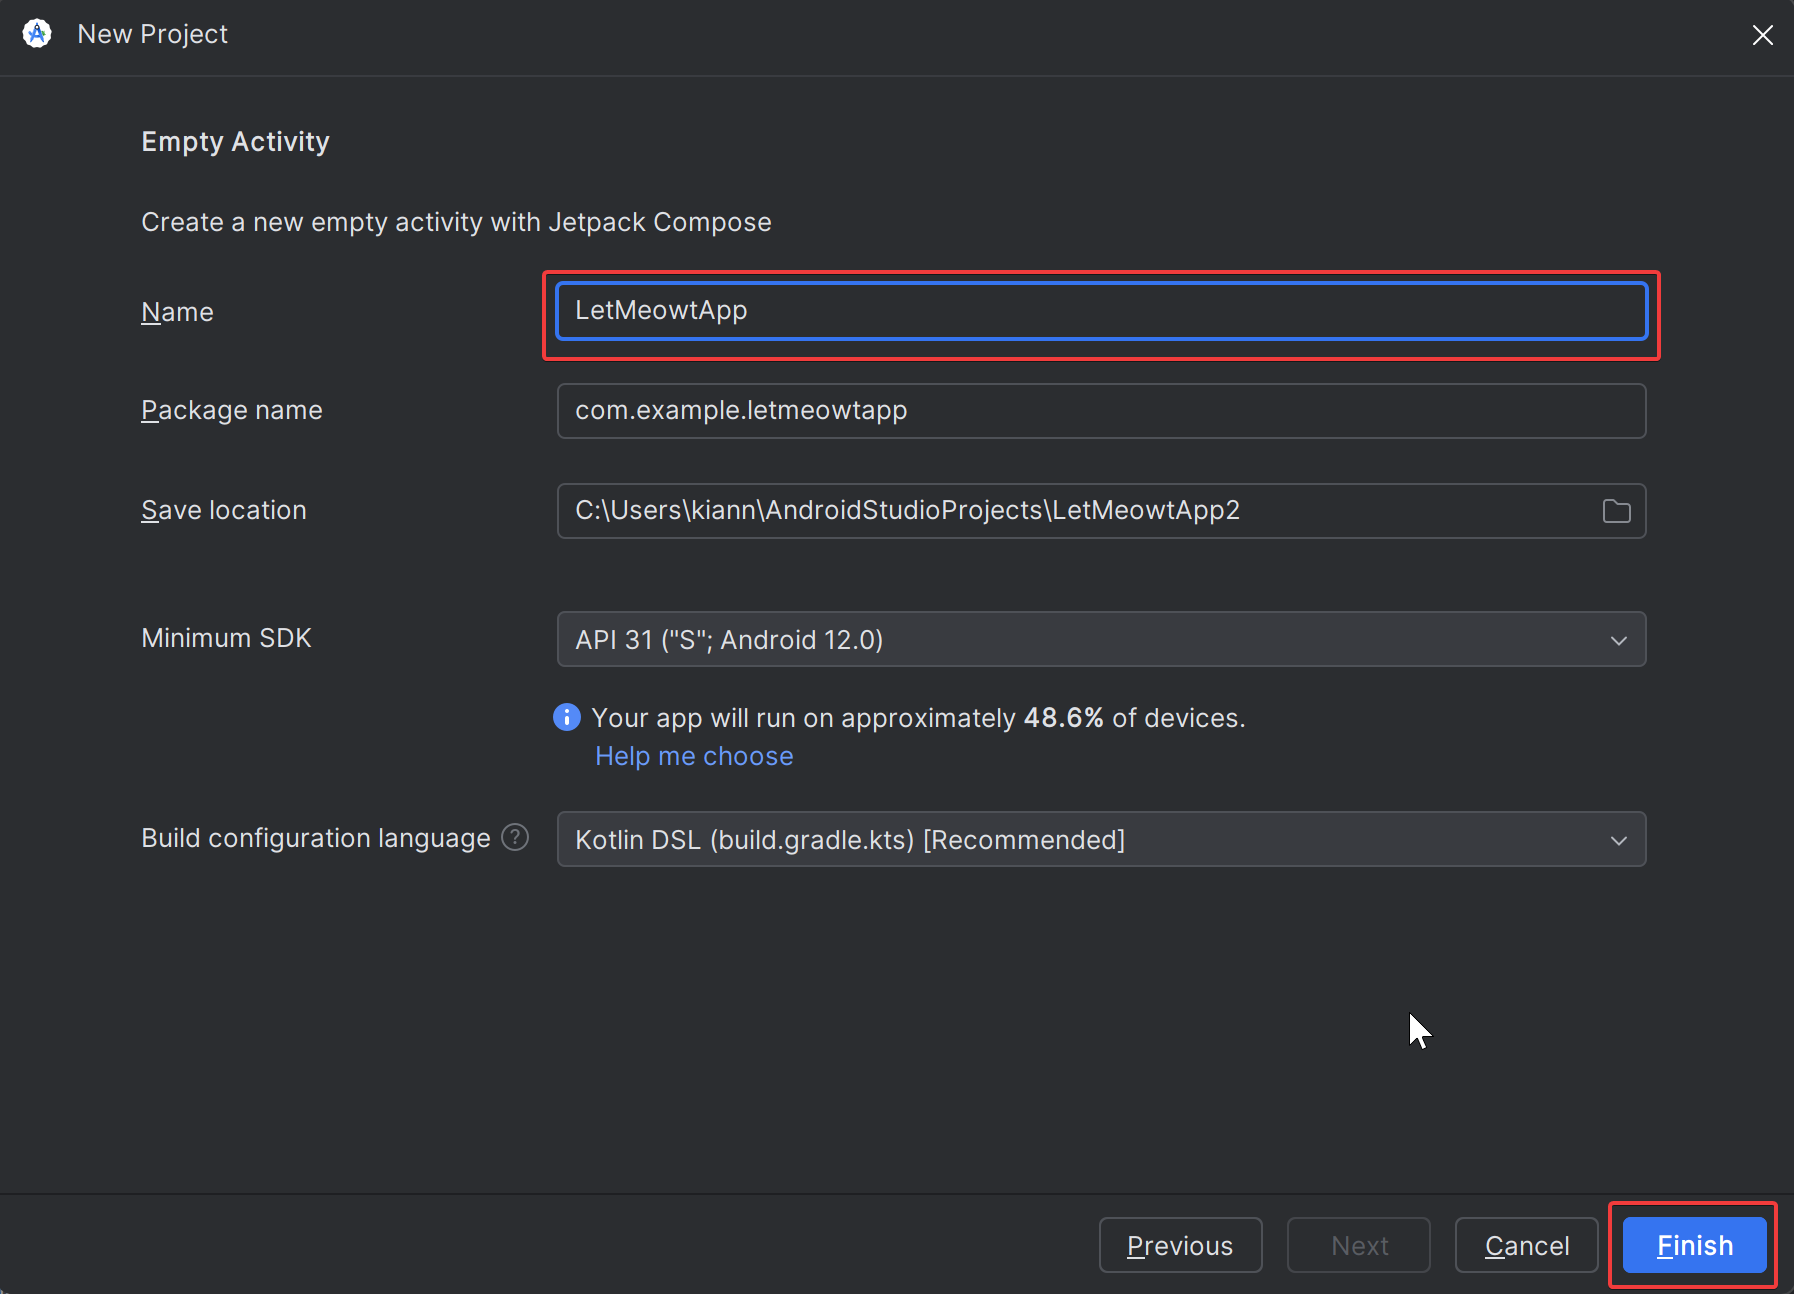 New Project
Empty Activity
Create a new empty activity with Jetpack Compose
Name
LetMeowtApp
Package name
com.example.letmeowtapp
Save location
C:\Users\kiann\AndroidStudioProjects\LetMeowtApp2
Minimum SDK
API 31 ("S"; Android 12.0)
Your app will run on approximately 48.6% of devices.
Help me choose
Build configuration language ?
Kotlin DSL (build.gradle.kts) [Recommended]
Previous
Next
Cancel
Finish